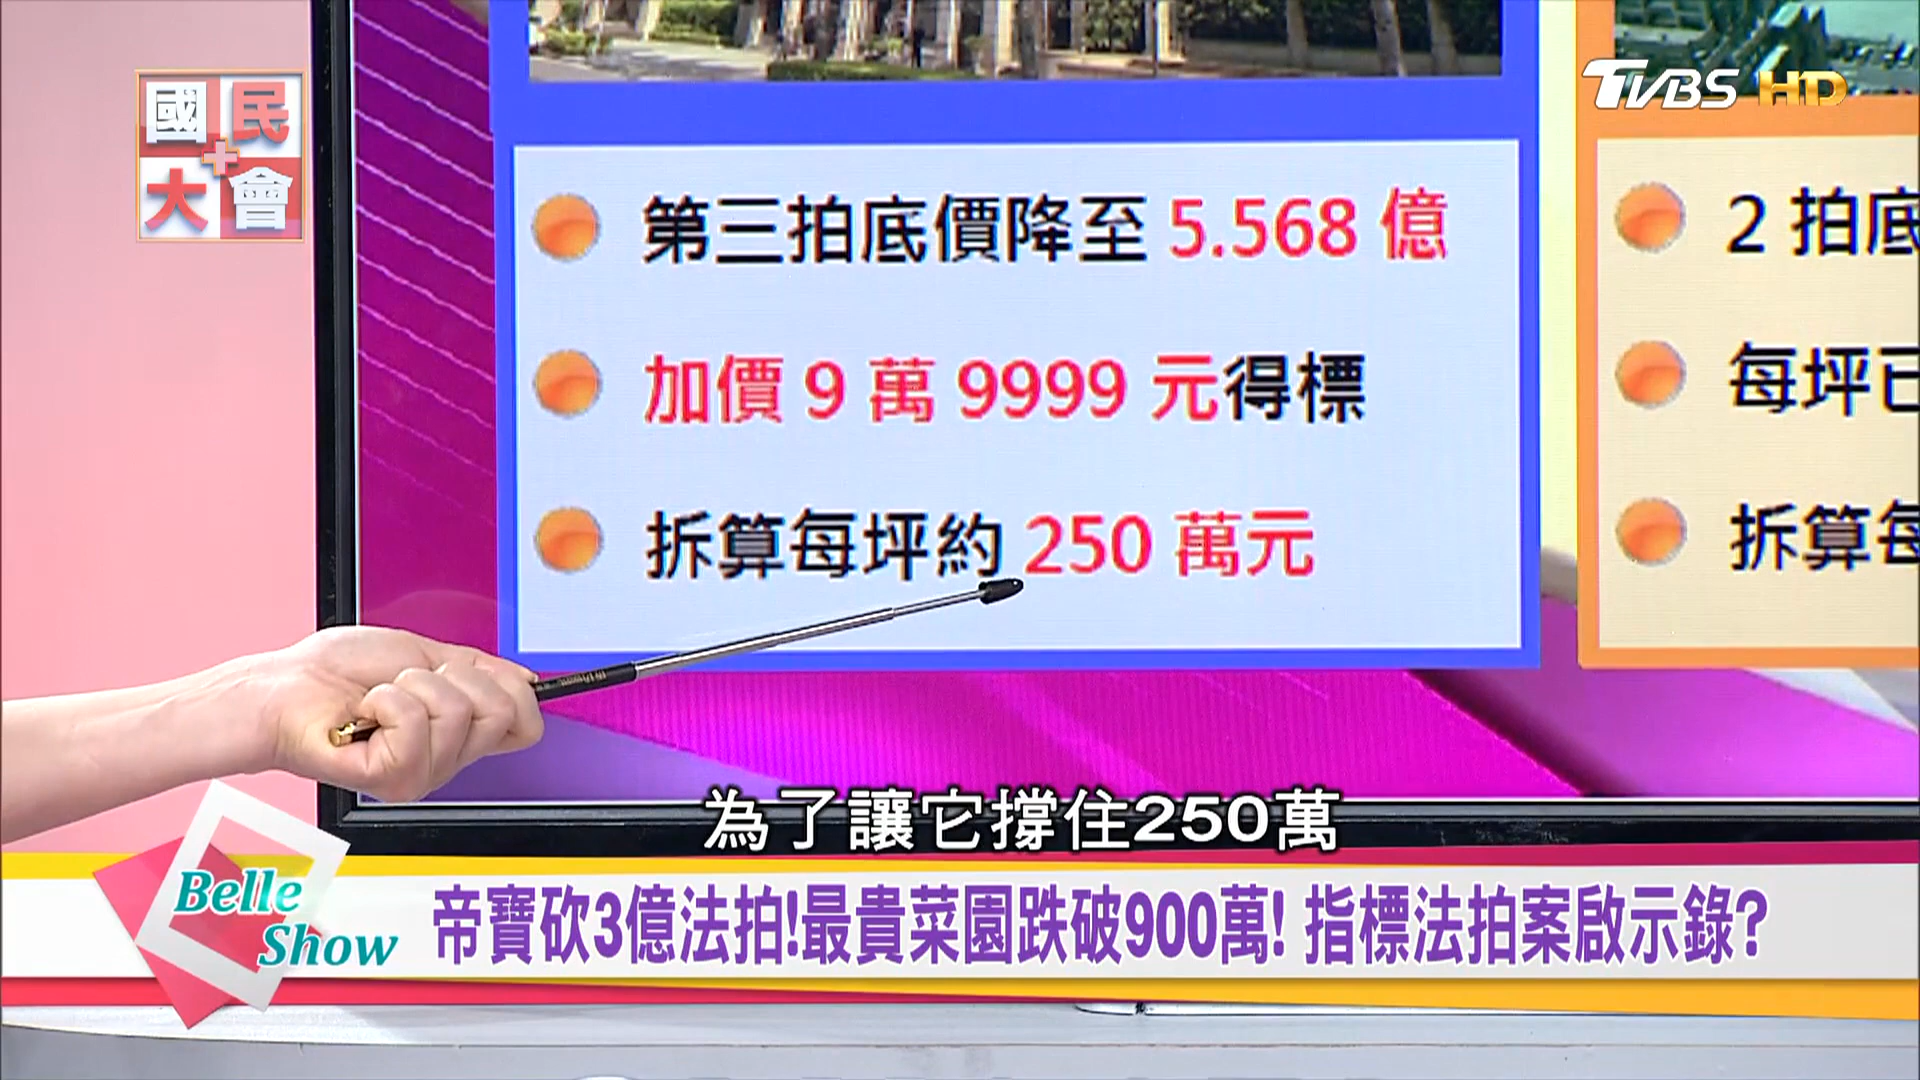 國民
大會
TVBS HD
第三拍底價降至 5.568 億
加價 9 萬 9999 元得標
拆算每坪約 250 萬元
2 拍底
每坪已
拆算每
為了讓它撐住250萬
Belle
Show
帝寶砍3億法拍!最貴菜園跌破900萬! 指標法拍案啟示錄?